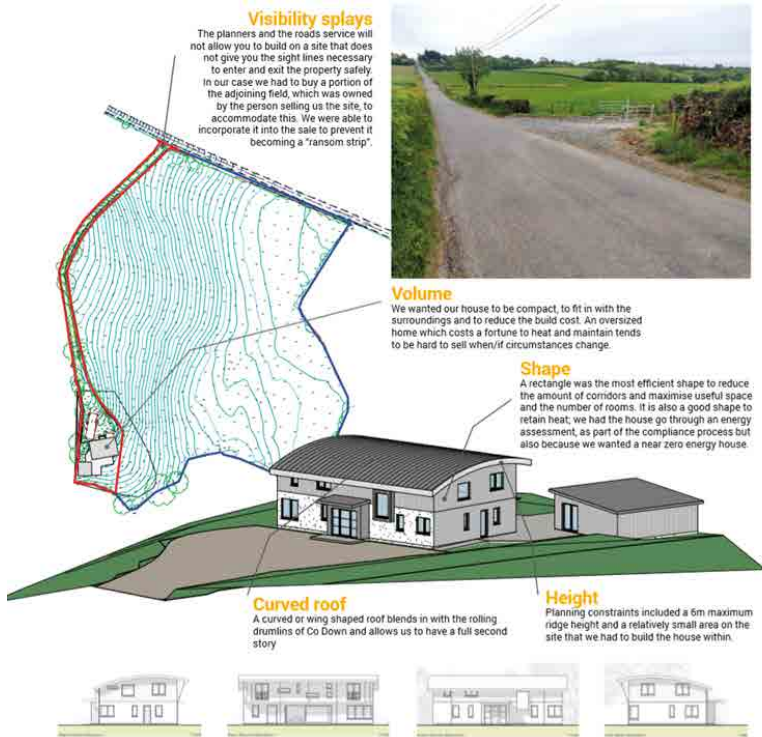 Visibility splays
The planners and the roads service will
not allow you to build on a site that does
not give you the sight lines necessary
to enter and exit the property safely.
In our case we had to buy a portion of
the adjoining field, which was owned
by the person selling us the site, to
accommodate this. We were able to
incorporate it into the sale to prevent it
becoming a "ransom strip".
Volume
We wanted our house to be compact, to fit in with the
surroundings and to reduce the build cost. An oversized
home which costs a fortune to heat and maintain tends
to be hard to sell when/if circumstances change.
Shape
A rectangle was the most efficient shape to reduce
the amount of corridors and maximise useful space
and the number of rooms. It is also a good shape to
retain heat; we had the house go through an energy
assessment, as part of the compliance process but
also because we wanted a near zero energy house.
Curved roof
A curved or wing shaped roof blends in with the rolling
drumlins of Co Down and allows us to have a full second
story
Height
Planning constraints included a 6m maximum
ridge height and a relatively small area on the
site that we had to build the house within.